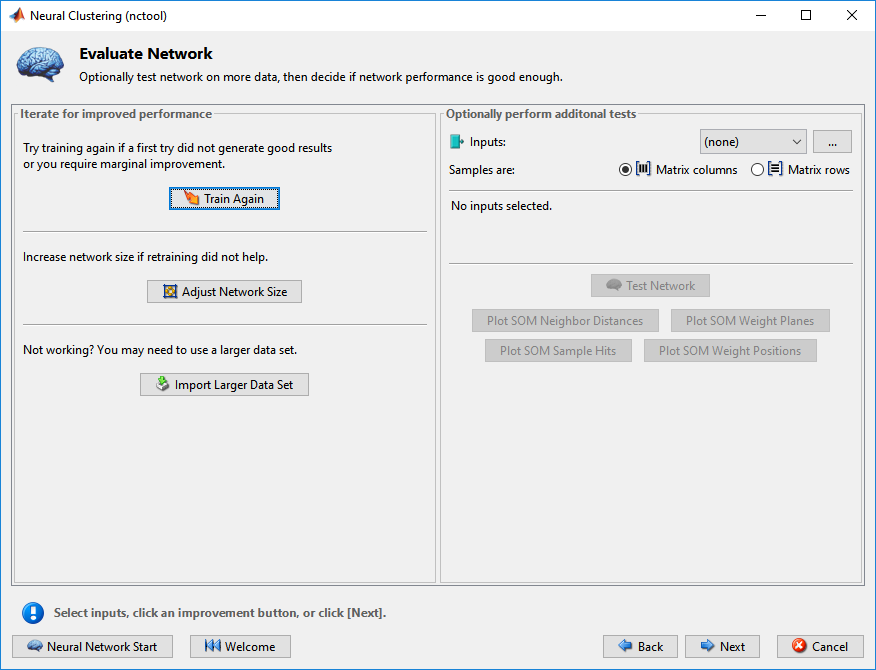 Neural Clustering (nctool)
Evaluate Network
Optionally test network on more data, then decide if network performance is good enough.
Iterate for improved performance
Try training again if a first try did not generate good results
or you require marginal improvement.
Train Again
Increase network size if retraining did not help.
Adjust Network Size
Not working? You may need to use a larger data set.
Import Larger Data Set
Optionally perform additonal tests
Inputs: (none) ...
Samples are: Matrix columns Matrix rows
No inputs selected.
Test Network
Plot SOM Neighbor Distances Plot SOM Weight Planes
Plot SOM Sample Hits Plot SOM Weight Positions
Select inputs, click an improvement button, or click [Next].
Neural Network Start Welcome Back Next Cancel